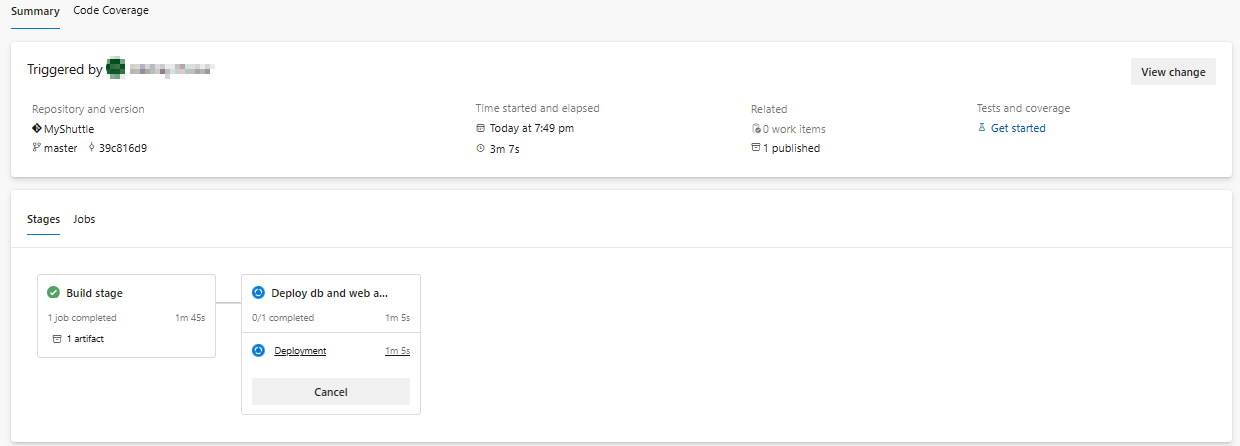 Summary Code Coverage
Triggered by
View change
Repository and version
MyShuttle
master 39c816d9
Time started and elapsed
Today at 7:49 pm
3m 7s
Related
0 work items
1 published
Tests and coverage
Get started
Stages Jobs
Build stage
1 job completed 1m 45s
1 artifact
Deploy db and web a...
0/1 completed 1m 5s
Deployment 1m 5s
Cancel